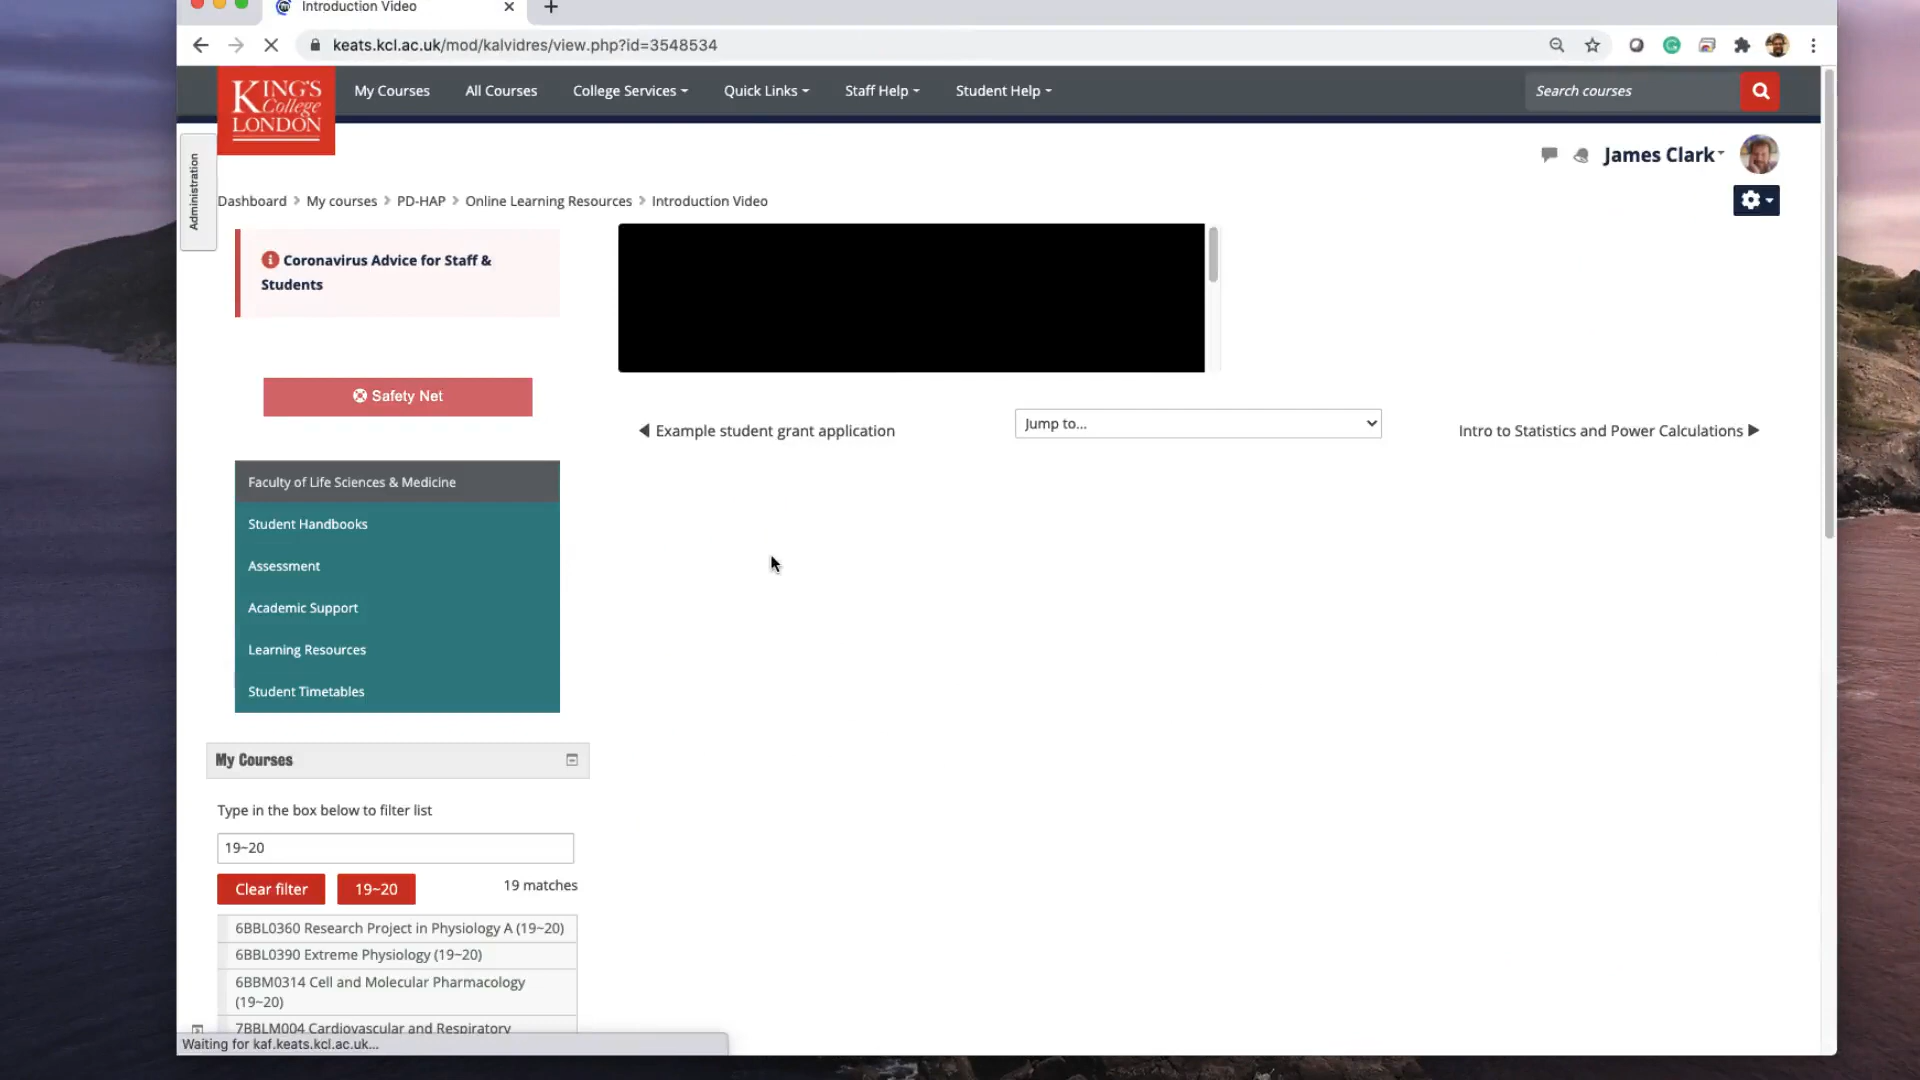 Introduction Video
keats.kcl.ac.uk/mod/kalvidres/view.php?id=3548534
KING'S
College
LONDON
My Courses
All Courses
College Services
Quick Links
Staff Help
Student Help
Search courses
Administration
James Clark
Dashboard > My courses > PD-HAP > Online Learning Resources > Introduction Video
Coronavirus Advice for Staff &
Students
Safety Net
Example student grant application
Jump to...
Intro to Statistics and Power Calculations
Faculty of Life Sciences & Medicine
Student Handbooks
Assessment
Academic Support
Learning Resources
Student Timetables
My Courses
Type in the box below to filter list
19~20
Clear filter
19~20
19 matches
6BBL0360 Research Project in Physiology A (19~20)
6BBL0390 Extreme Physiology (19~20)
6BBM0314 Cell and Molecular Pharmacology
(19~20)
7BBLM004 Cardiovascular and Respiratory
Waiting for kaf.keats.kcl.ac.uk...